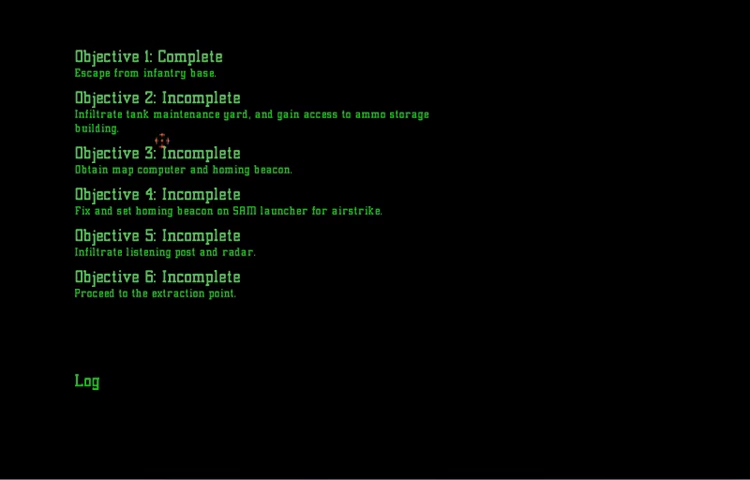 Objective 1: Complete
Escape from infantry base.
Objective 2: Incomplete
Infiltrate tank maintenance yard, and gain access to ammo storage
building.
Objective 3: Incomplete
Obtain map computer and homing beacon.
Objective 4: Incomplete
Fix and set homing beacon on SAM launcher for airstrike.
Objective 5: Incomplete
Infiltrate listening post and radar.
Objective 6: Incomplete
Proceed to the extraction point.
Log